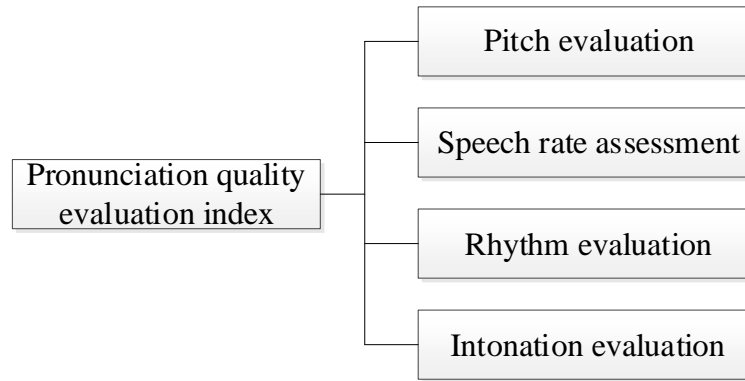 Pitch evaluation
Speech rate assessment
Pronunciation quality
evaluation index
Rhythm evaluation
Intonation evaluation